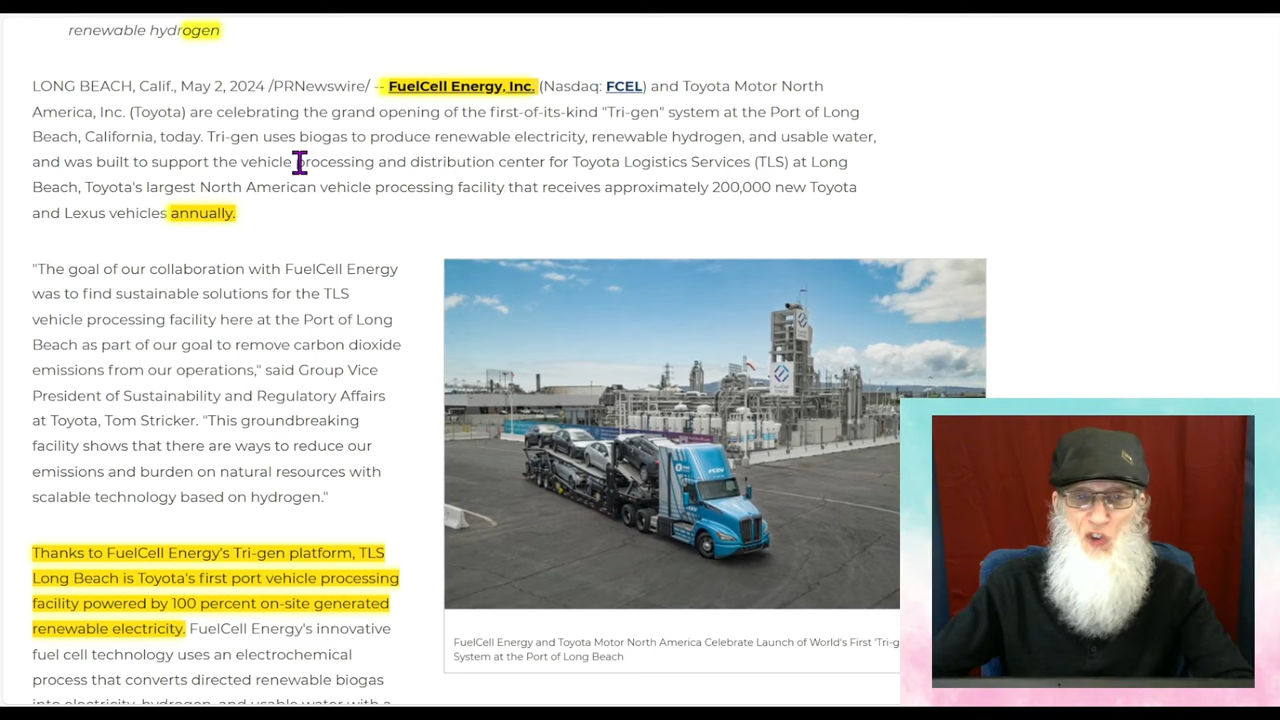 renewable hydrogen
LONG BEACH, Calif., May 2, 2024 /PRNewswire/ -- FuelCell Energy, Inc. (Nasdaq: FCEL) and Toyota Motor North
America, Inc. (Toyota) are celebrating the grand opening of the first-of-its-kind "Tri-gen" system at the Port of Long
Beach, California, today. Tri-gen uses biogas to produce renewable electricity, renewable hydrogen, and usable water,
and was built to support the vehicle processing and distribution center for Toyota Logistics Services (TLS) at Long
Beach, Toyota's largest North American vehicle processing facility that receives approximately 200,000 new Toyota
and Lexus vehicles annually.
"The goal of our collaboration with FuelCell Energy
was to find sustainable solutions for the TLS
vehicle processing facility here at the Port of Long
Beach as part of our goal to remove carbon dioxide
emissions from our operations," said Group Vice
President of Sustainability and Regulatory Affairs
at Toyota, Tom Stricker. "This groundbreaking
facility shows that there are ways to reduce our
emissions and burden on natural resources with
scalable technology based on hydrogen."
Thanks to FuelCell Energy's Tri-gen platform, TLS
Long Beach is Toyota's first port vehicle processing
facility powered by 100 percent on-site generated
renewable electricity. FuelCell Energy's innovative
fuel cell technology uses an electrochemical
process that converts directed renewable biogas
into electricity, hydrogen, and usable water with a
FuelCell Energy and Toyota Motor North America Celebrate Launch of World's First 'Tri-g
System at the Port of Long Beach